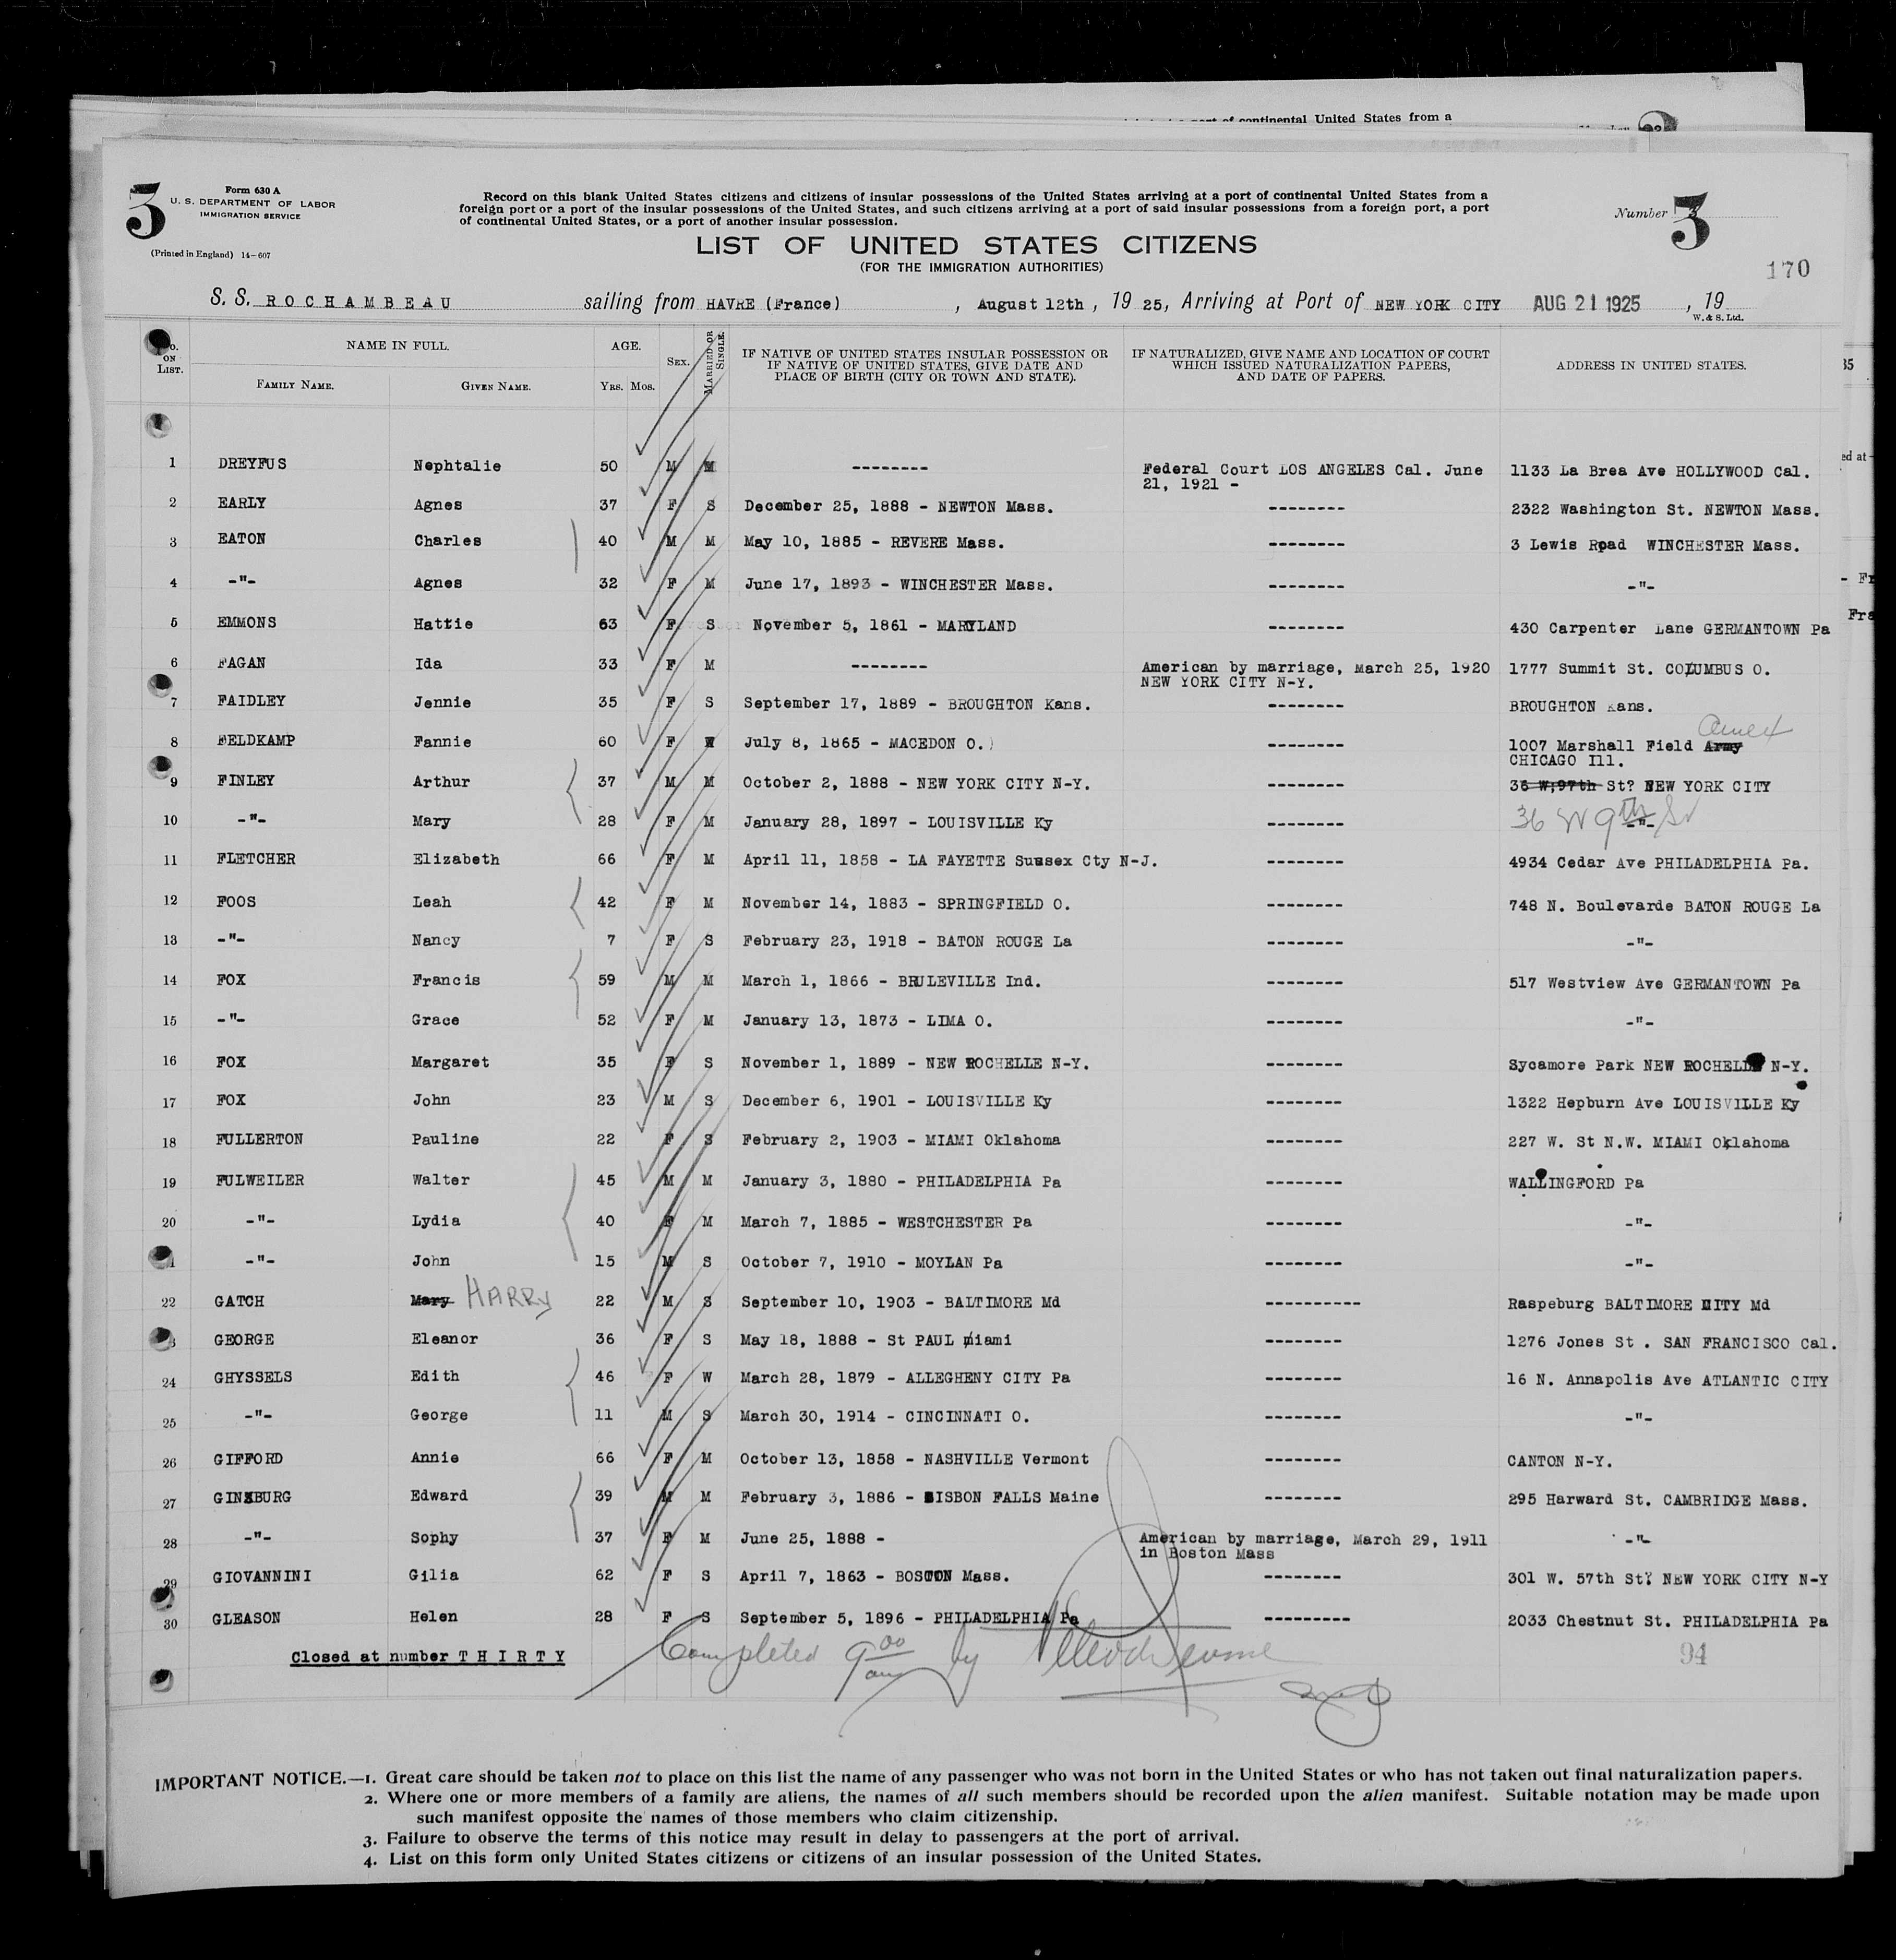 continental United States from a
3
Form 630 A
U. S. DEPARTMENT OF LABOR
IMMIGRATION SERVICE
(Printed in England) 14-607
Record on this blank United States citizens and citizens of insular possessions of the United States arriving at a port of continental United States from a
foreign port or a port of the insular possessions of the United States, and such citizens arriving at a port of said insular possessions from a foreign port, a port
of continental United States, or a port of another insular possession.
Number 3
LIST OF UNITED STATES CITIZENS
(FOR THE IMMIGRATION AUTHORITIES)
170
S. S. ROCHAMBEAU sailing from HAVRE (France), August 12th, 19 25, Arriving at Port of NEW YORK CITY AUG 21 1925, 19
W. & S. Ltd.
No. ON LIST. NAME IN FULL. FAMILY NAME. GIVEN NAME. AGE. Yrs. Mos. SEX. MARRIED OR SINGLE. IF NATIVE OF UNITED STATES INSULAR POSSESSION OR IF NATIVE OF UNITED STATES, GIVE DATE AND PLACE OF BIRTH (CITY OR TOWN AND STATE). IF NATURALIZED, GIVE NAME AND LOCATION OF COURT WHICH ISSUED NATURALIZATION PAPERS, AND DATE OF PAPERS. ADDRESS IN UNITED STATES.
1 DREYFUS Nephtalie 50 M M -------- Federal Court LOS ANGELES Cal. June 21, 1921 - 1133 La Brea Ave HOLLYWOOD Cal.
2 EARLY Agnes 37 F S December 25, 1888 - NEWTON Mass. -------- 2322 Washington St. NEWTON Mass.
3 EATON Charles 40 M M May 10, 1885 - REVERE Mass. -------- 3 Lewis Road WINCHESTER Mass.
4 -"- Agnes 32 F M June 17, 1893 - WINCHESTER Mass. -------- -"-
5 EMMONS Hattie 63 F S November 5, 1861 - MARYLAND -------- 430 Carpenter Lane GERMANTOWN Pa
6 FAGAN Ida 33 F M -------- American by marriage, March 25, 1920 NEW YORK CITY N-Y. 1777 Summit St. COLUMBUS O.
7 FAIDLEY Jennie 35 F S September 17, 1889 - BROUGHTON Kans. -------- BROUGHTON Kans.
8 FELDKAMP Fannie 60 F W July 8, 1865 - MACEDON O. -------- 1007 Marshall Field Army CHICAGO Ill.
9 FINLEY Arthur 37 M M October 2, 1888 - NEW YORK CITY N-Y. -------- 36 W;97th St? NEW YORK CITY
36 W 9th St
10 -"- Mary 28 F M January 28, 1897 - LOUISVILLE Ky -------- -"-
11 FLETCHER Elizabeth 66 F M April 11, 1858 - LA FAYETTE Sussex Cty N-J. -------- 4934 Cedar Ave PHILADELPHIA Pa.
12 FOOS Leah 42 F M November 14, 1883 - SPRINGFIELD O. -------- 748 N. Boulevarde BATON ROUGE La
13 -"- Nancy 7 F S February 23, 1918 - BATON ROUGE La -------- -"-
14 FOX Francis 59 M M March 1, 1866 - BRULEVILLE Ind. -------- 517 Westview Ave GERMANTOWN Pa
15 -"- Grace 52 F M January 13, 1873 - LIMA O. -------- -"-
16 FOX Margaret 35 F S November 1, 1889 - NEW ROCHELLE N-Y. -------- Sycamore Park NEW ROCHELLE N-Y.
17 FOX John 23 M S December 6, 1901 - LOUISVILLE Ky -------- 1322 Hepburn Ave LOUISVILLE Ky
18 FULLERTON Pauline 22 F S February 2, 1903 - MIAMI Oklahoma -------- 227 W. St N.W. MIAMI Oklahoma
19 FULWEILER Walter 45 M M January 3, 1880 - PHILADELPHIA Pa -------- WALLINGFORD Pa
20 -"- Lydia 40 F M March 7, 1885 - WESTCHESTER Pa -------- -"-
21 -"- John 15 M S October 7, 1910 - MOYLAN Pa -------- -"-
22 GATCH Mary HARRY 22 M S September 10, 1903 - BALTIMORE Md ---------- Raspeburg BALTIMORE CITY Md
23 GEORGE Eleanor 36 F S May 18, 1888 - St PAUL Miami -------- 1276 Jones St . SAN FRANCISCO Cal.
24 GHYSSELS Edith 46 F W March 28, 1879 - ALLEGHENY CITY Pa -------- 16 N. Annapolis Ave ATLANTIC CITY
25 -"- George 11 M S March 30, 1914 - CINCINNATI O. -------- -"-
26 GIFFORD Annie 66 F M October 13, 1858 - NASHVILLE Vermont -------- CANTON N-Y.
27 GINSBURG Edward 39 M M February 3, 1886 - LISBON FALLS Maine -------- 295 Harward St. CAMBRIDGE Mass.
28 -"- Sophy 37 F M June 25, 1888 - American by marriage, March 29, 1911 in Boston Mass -"-
29 GIOVANNINI Gilia 62 F S April 7, 1863 - BOSTON Mass. -------- 301 W. 57th St? NEW YORK CITY N-Y
30 GLEASON Helen 28 F S September 5, 1896 - PHILADELPHIA Pa --------- 2033 Chestnut St. PHILADELPHIA Pa
Closed at number THIRTY
Completed 9 00 am by
94
IMPORTANT NOTICE.—1. Great care should be taken not to place on this list the name of any passenger who was not born in the United States or who has not taken out final naturalization papers.
2. Where one or more members of a family are aliens, the names of all such members should be recorded upon the alien manifest. Suitable notation may be made upon
such manifest opposite the names of those members who claim citizenship.
3. Failure to observe the terms of this notice may result in delay to passengers at the port of arrival.
4. List on this form only United States citizens or citizens of an insular possession of the United States.